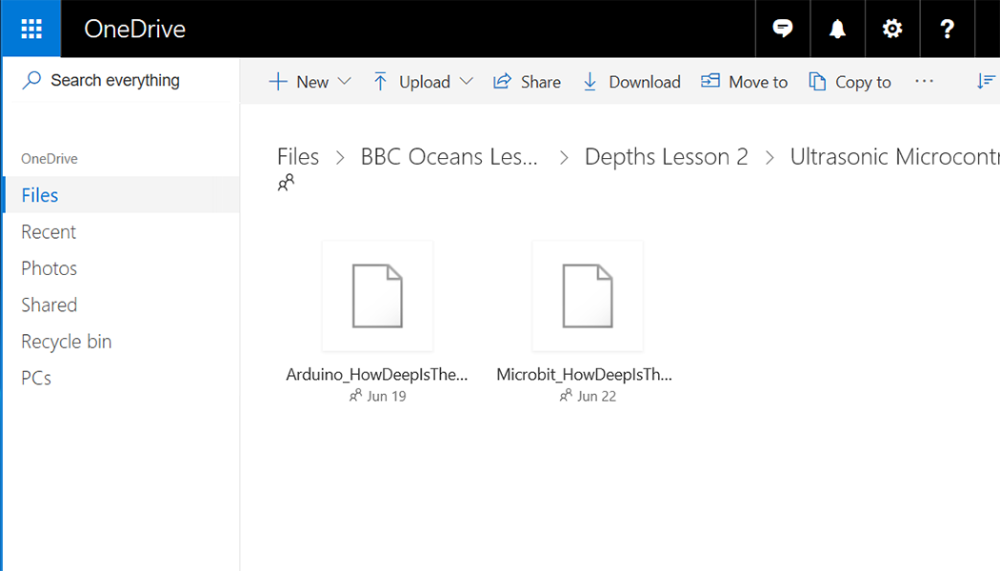 OneDrive
Search everything
New Upload Share Download Move to Copy to ...
OneDrive
Files
Recent
Photos
Shared
Recycle bin
PCs
Files > BBC Oceans Les... > Depths Lesson 2 > Ultrasonic Microcontr
Arduino_HowDeepIsThe... Microbit_HowDeepIsTh...
Jun 19 Jun 22